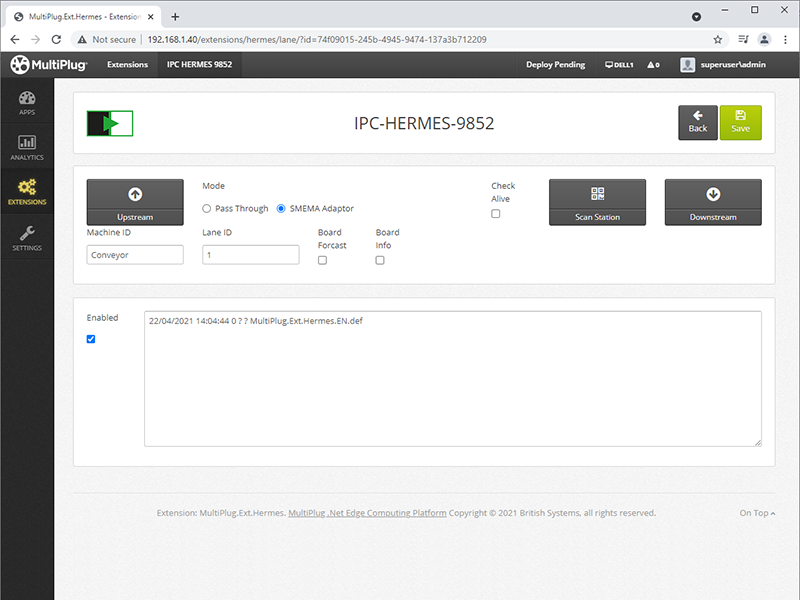 MultiPlug.Ext.Hermes - Extension
Not secure | 192.168.1.40/extensions/hermes/lane/?id=74f09015-245b-4945-9474-137a3b712209
MultiPlug Extensions IPC HERMES 9852 Deploy Pending DELL1 0 superuser\admin
APPS
ANALYTICS
EXTENSIONS
SETTINGS
IPC-HERMES-9852
Back Save
Upstream
Mode
Pass Through SMEMA Adaptor
Check
Alive
Scan Station
Downstream
Machine ID Lane ID Board
Forcast
Board
Info
Conveyor 1
Enabled
22/04/2021 14:04:44 0 ? ? MultiPlug.Ext.Hermes.EN.def
Extension: MultiPlug.Ext.Hermes. MultiPlug .Net Edge Computing Platform Copyright © 2021 British Systems, all rights reserved. On Top